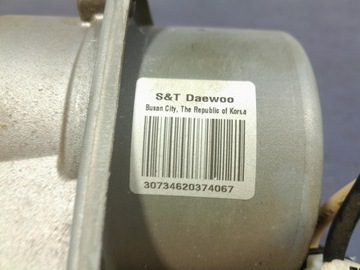 S&T Daewoo
Busan City, The Republic of Korea
30734620374067